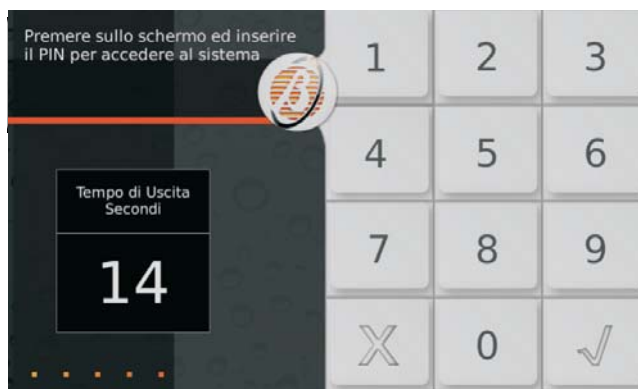 Premere sullo schermo ed inserire
il PIN per accedere al sistema
Tempo di Uscita
Secondi
14
1 2 3
4 5 6
7 8 9
X 0 √